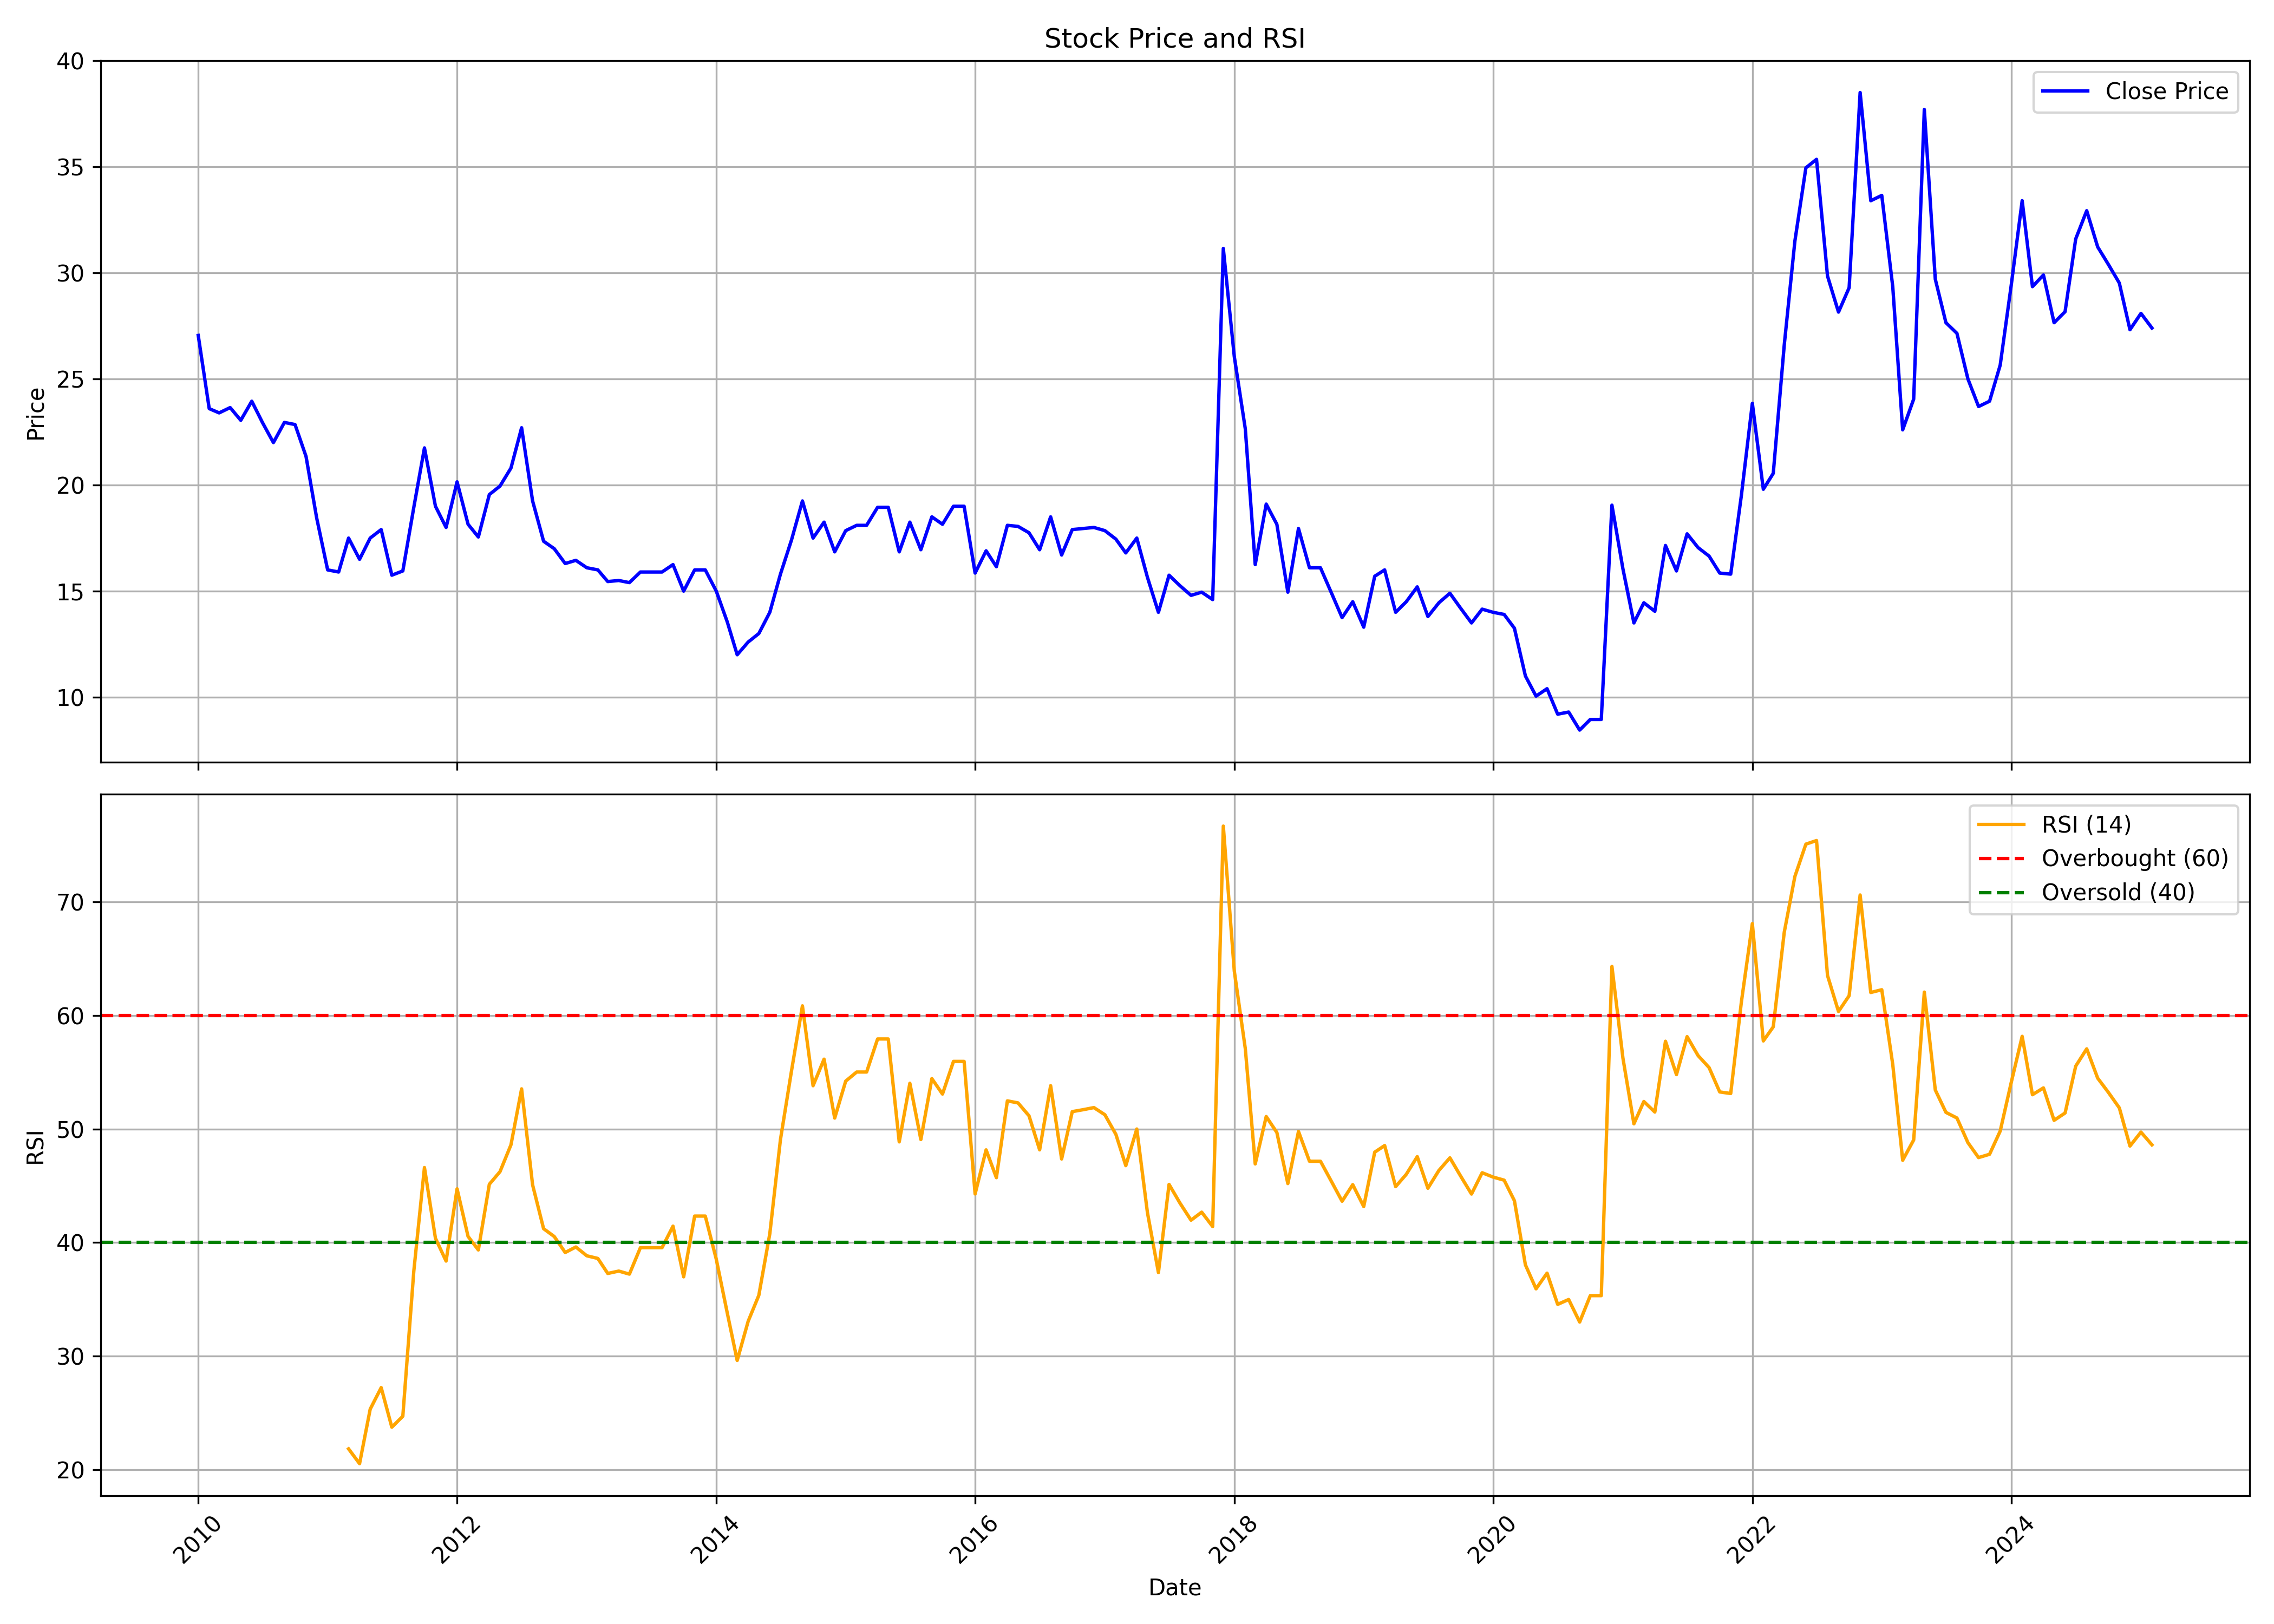 Stock Price and RSI
40
35
30
25
20
15
10
Price
Close Price
70
60
50
40
30
20
RSI
RSI (14)
Overbought (60)
Oversold (40)
2010
2012
2014
2016
2018
2020
2022
2024
Date